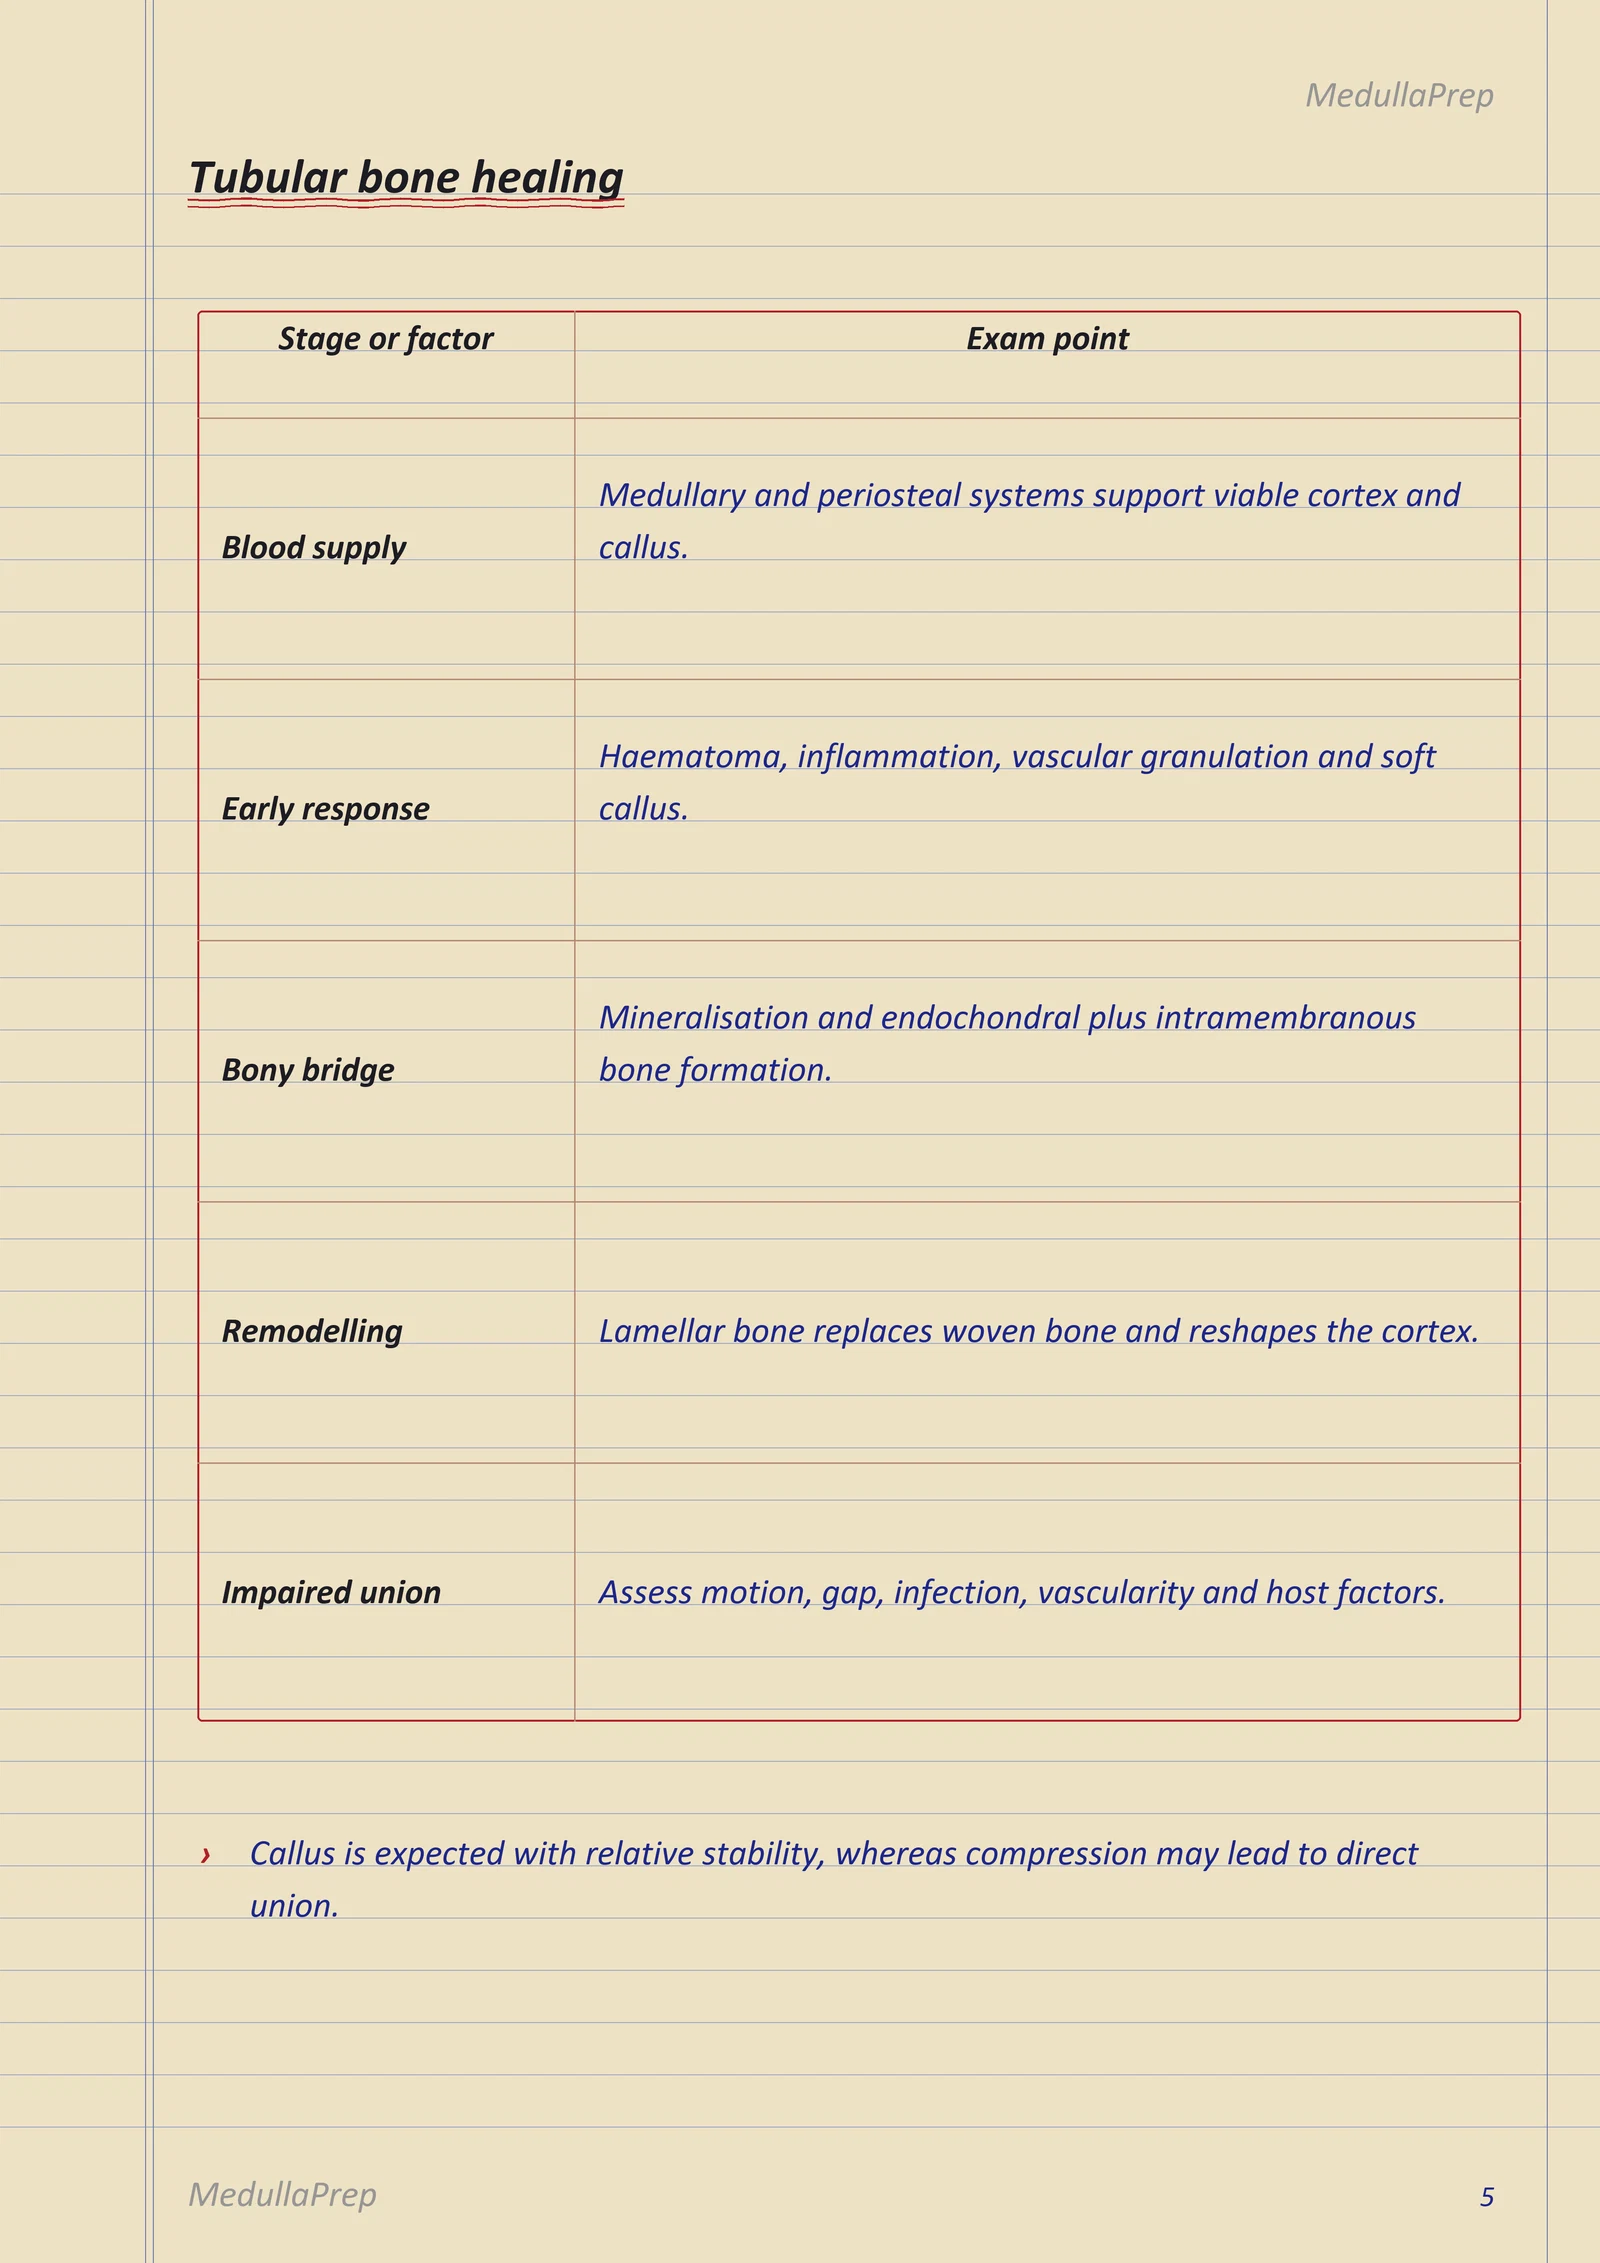 MedullaPrep
Tubular bone healing
Stage or factor
Exam point
Blood supply
Medullary and periosteal systems support viable cortex and
callus.
Early response
Haematoma, inflammation, vascular granulation and soft
callus.
Bony bridge
Mineralisation and endochondral plus intramembranous
bone formation.
Remodelling
Lamellar bone replaces woven bone and reshapes the cortex.
Impaired union
Assess motion, gap, infection, vascularity and host factors.
› Callus is expected with relative stability, whereas compression may lead to direct
union.
MedullaPrep
5